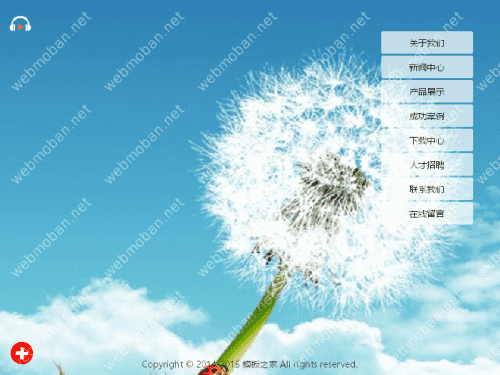 关于我们
新闻中心
产品展示
成功案例
下载中心
人才招聘
联系我们
在线留言
webmoban.net
Copyright © 2014-2015 模板之家 All rights reserved.